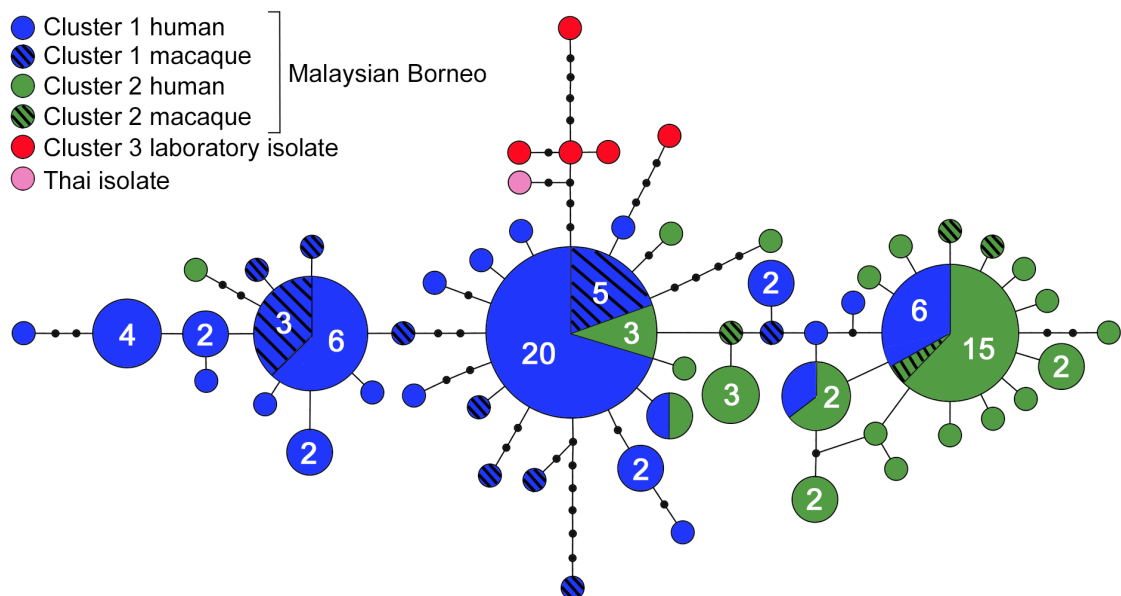 Cluster 1 human
Cluster 1 macaque
Malaysian Borneo
Cluster 2 human
Cluster 2 macaque
Cluster 3 laboratory isolate
Thai isolate
5
2
3
6
3
6
4
2
6
20
15
2
3
2
2
2
2